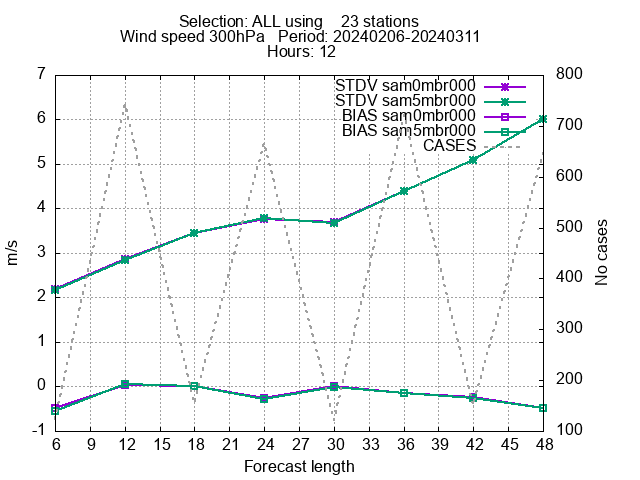 Selection: ALL using    23 stations
Wind speed 300hPa   Period: 20240206-20240311
Hours: 12
STDV sam0mbr000
STDV sam5mbr000
BIAS sam0mbr000
BIAS sam5mbr000
CASES
m/s
7
6
5
4
3
2
1
0
-1
No cases
800
700
600
500
400
300
200
100
6 9 12 15 18 21 24 27 30 33 36 39 42 45 48
Forecast length